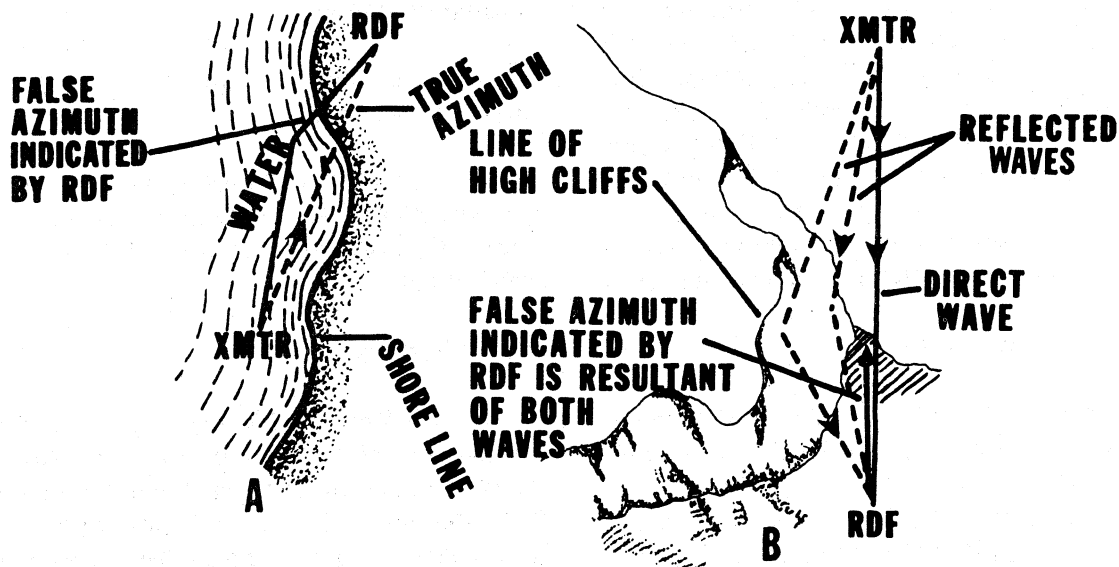 RDF
TRUE
AZIMUTH
FALSE
AZIMUTH
INDICATED
BY RDF
WATER
XMTR
SHORE LINE
A
XMTR
REFLECTED
WAVES
LINE OF
HIGH CLIFFS
DIRECT
WAVE
FALSE AZIMUTH
INDICATED BY
RDF IS RESULTANT
OF BOTH
WAVES
RDF
B